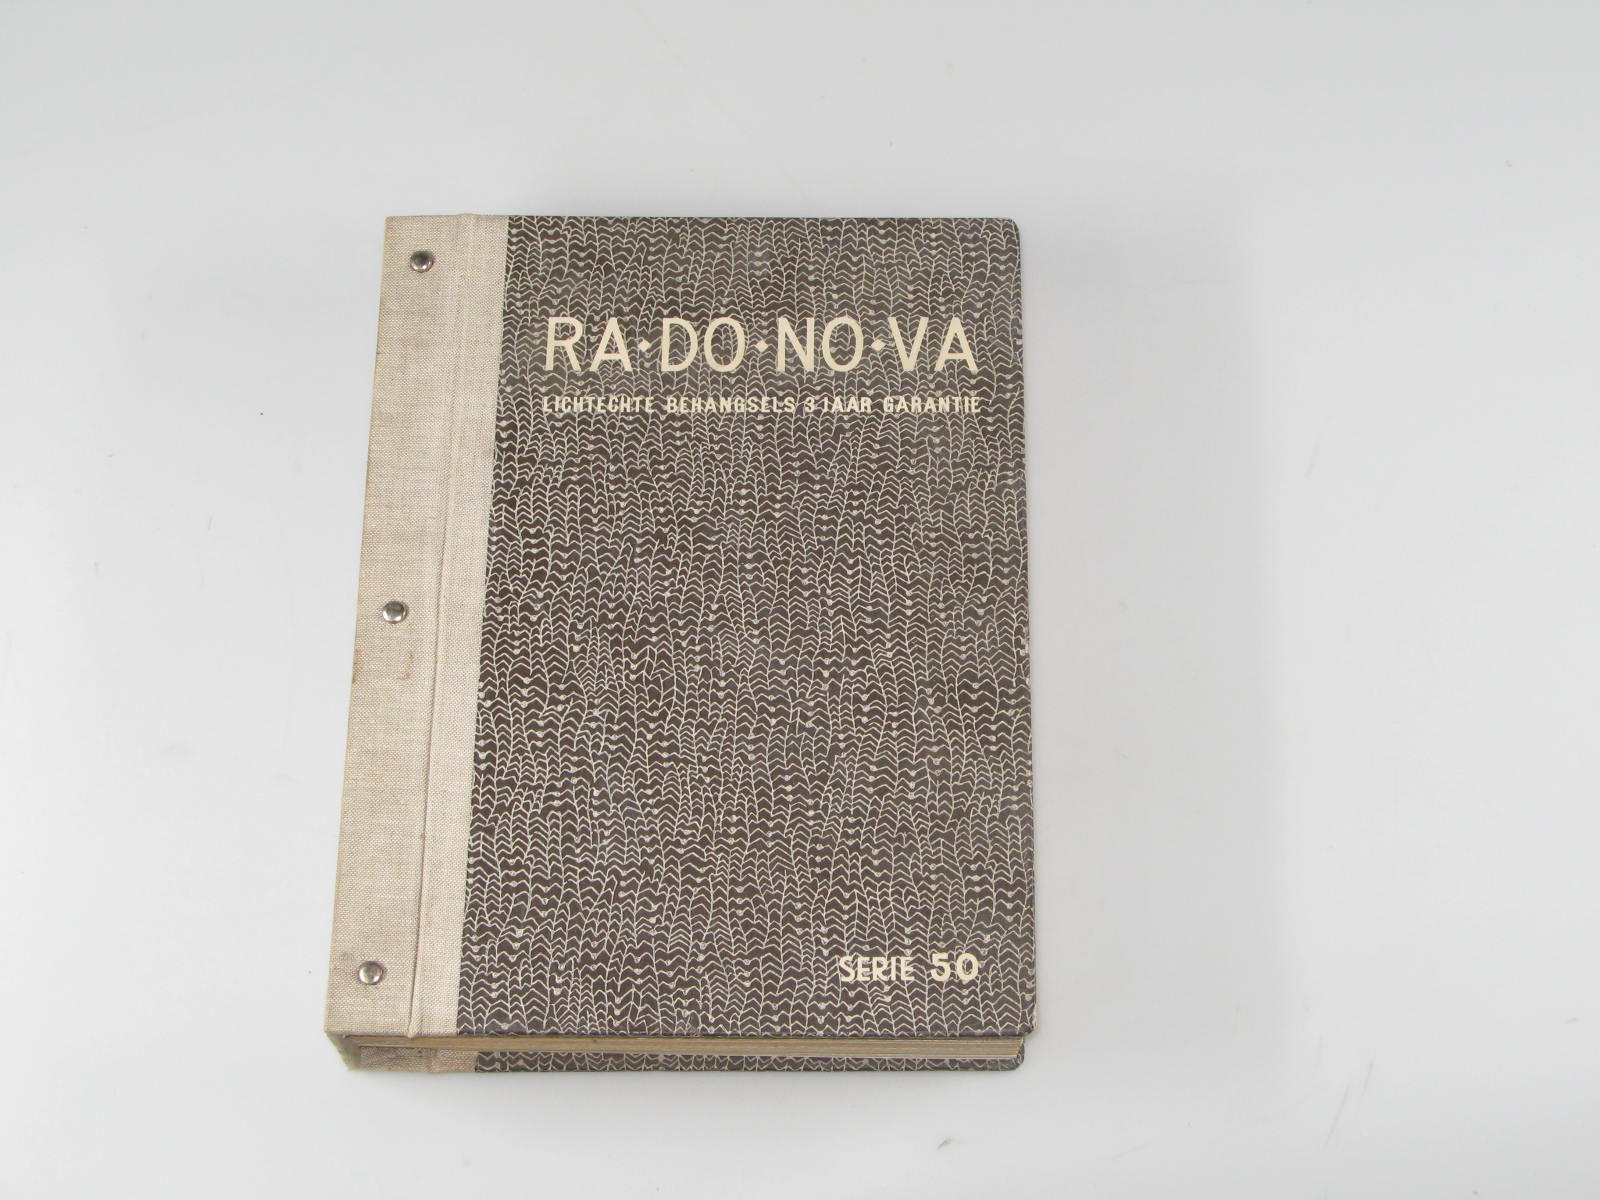 RA·DO·NO·VA
LICHTECHTE BEHANGSELS 3 JAAR GARANTIE
SERIE 50